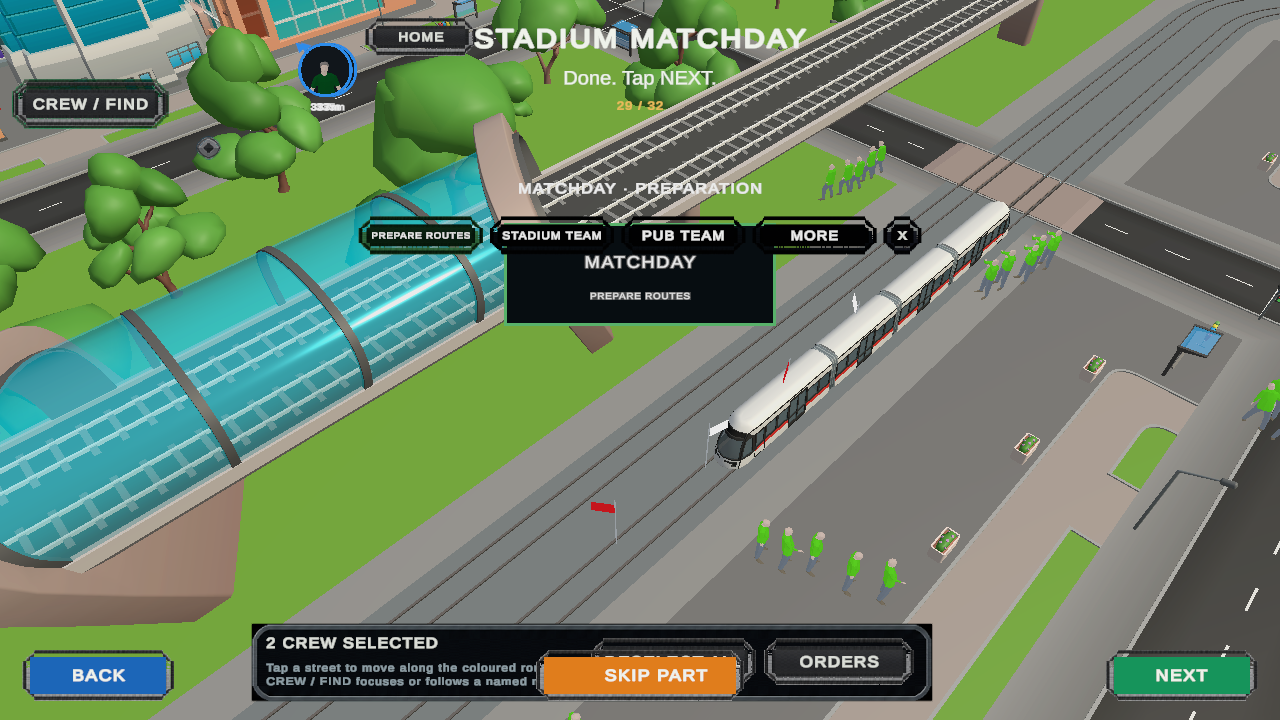 HOME
STADIUM MATCHDAY
Done. Tap NEXT.
CREW / FIND
29 / 32
MATCHDAY · PREPARATION
PREPARE ROUTES
STADIUM TEAM
PUB TEAM
MORE
X
MATCHDAY
PREPARE ROUTES
2 CREW SELECTED
Tap a street to move along the coloured
CREW / FIND focuses or follows a named
SKIP PART
ORDERS
BACK
NEXT